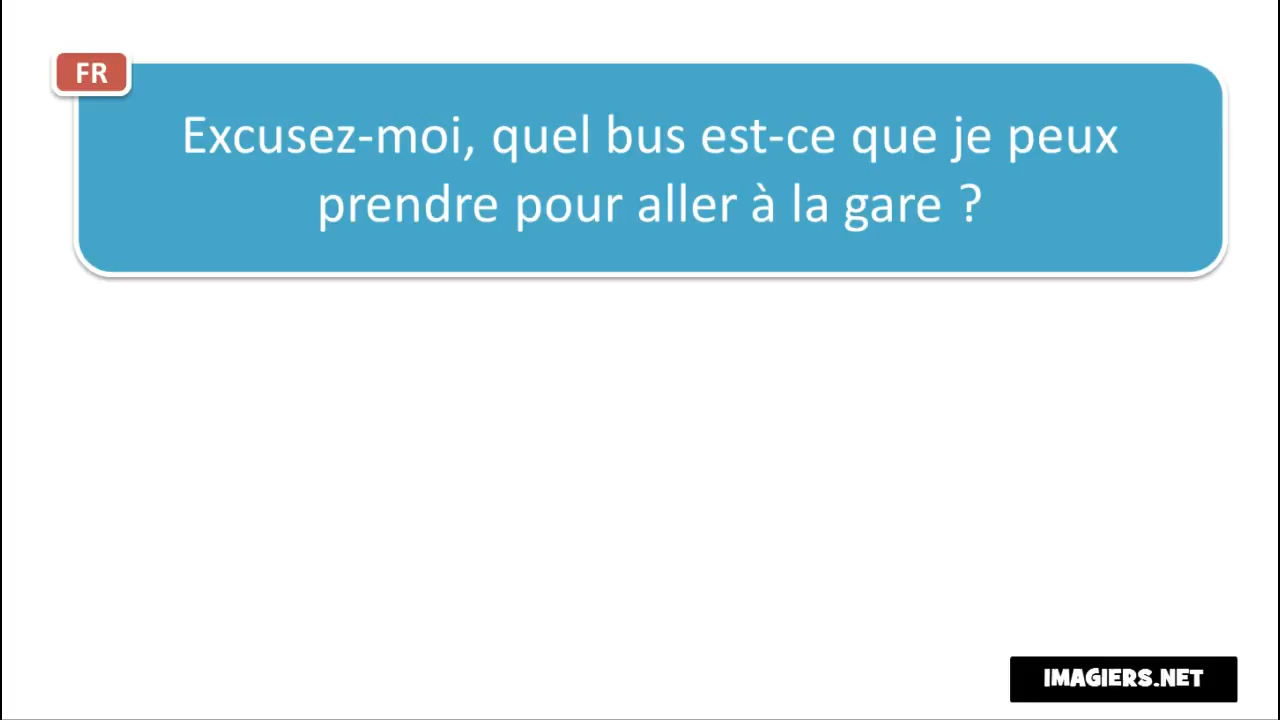 FR
Excusez-moi, quel bus est-ce que je peux
prendre pour aller à la gare ?
IMAGIERS.NET